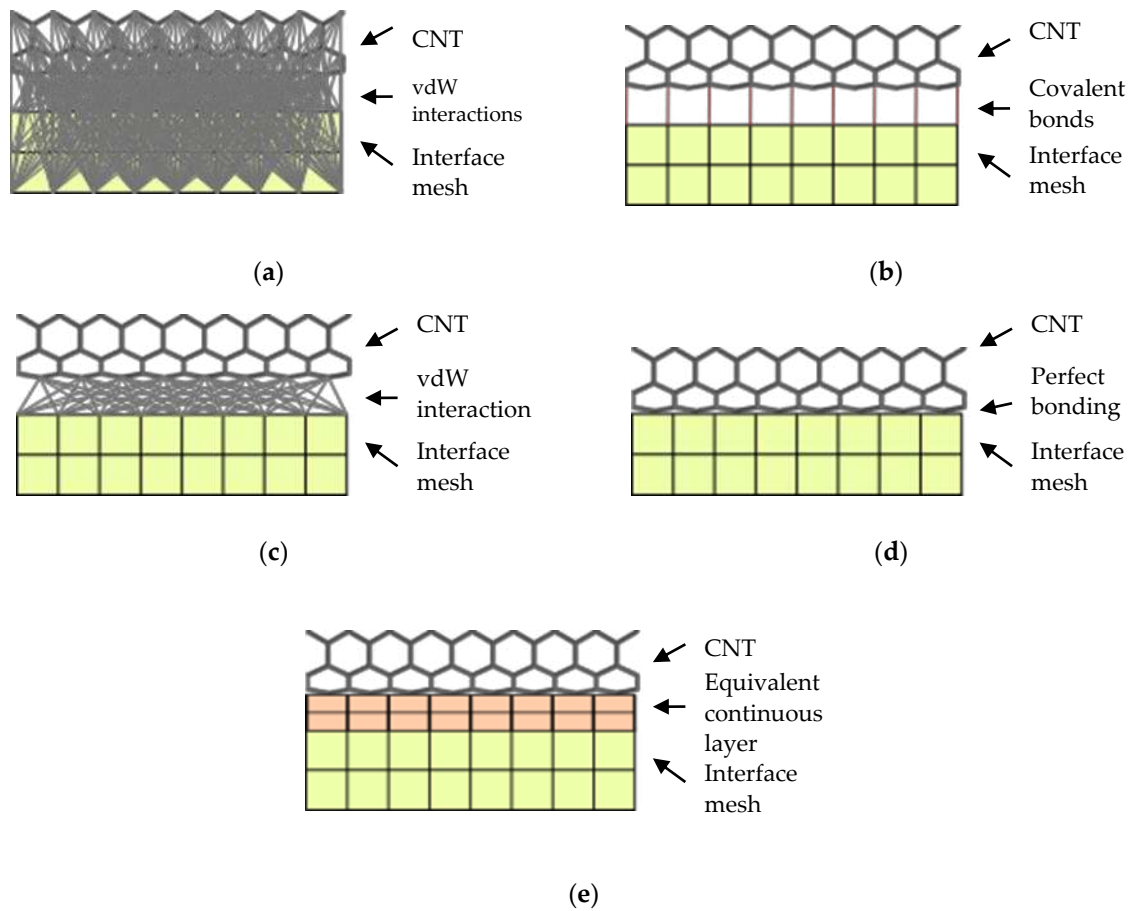 CNT
vdW
interactions
Interface
mesh
(a)
CNT
Covalent
bonds
Interface
mesh
(b)
CNT
vdW
interaction
Interface
mesh
(c)
CNT
Perfect
bonding
Interface
mesh
(d)
CNT
Equivalent
continuous
layer
Interface
mesh
(e)